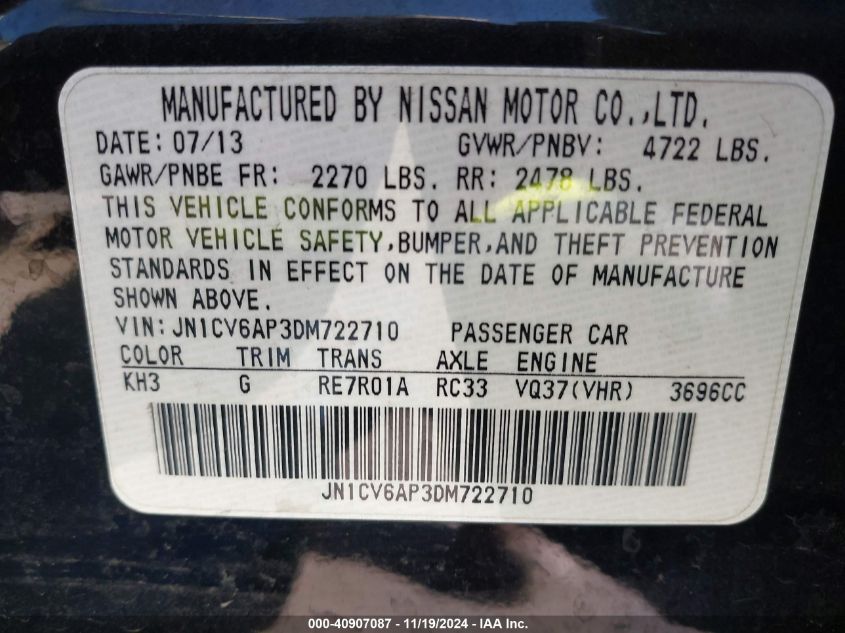 MANUFACTURED BY NISSAN MOTOR CO.,LTD.
DATE: 07/13 GVWR/PNBV: 4722 LBS.
GAWR/PNBE FR: 2270 LBS. RR: 2478 LBS.
THIS VEHICLE CONFORMS TO ALL APPLICABLE FEDERAL
MOTOR VEHICLE SAFETY,BUMPER,AND THEFT PREVENTION
STANDARDS IN EFFECT ON THE DATE OF MANUFACTURE
SHOWN ABOVE.
VIN: JN1CV6AP3DM722710 PASSENGER CAR
COLOR TRIM TRANS AXLE ENGINE
KH3 G RE7R01A RC33 VQ37(VHR) 3696CC
JN1CV6AP3DM722710
000-40907087 - 11/19/2024 - IAA Inc.